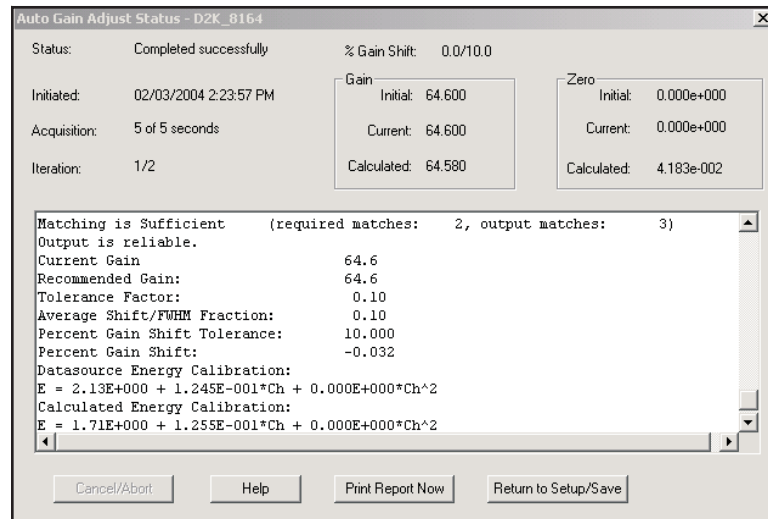 Auto Gain Adjust Status - D2K_8164
Status: Completed successfully % Gain Shift: 0.0/10.0
Gain Zero
Initiated: 02/03/2004 2:23:57 PM Initial: 64.600 Initial: 0.000e+000
Acquisition: 5 of 5 seconds Current: 64.600 Current: 0.000e+000
Iteration: 1/2 Calculated: 64.580 Calculated: 4.183e-002
Matching is Sufficient (required matches: 2, output matches: 3)
Output is reliable.
Current Gain 64.6
Recommended Gain: 64.6
Tolerance Factor: 0.10
Average Shift/FWHM Fraction: 0.10
Percent Gain Shift Tolerance: 10.000
Percent Gain Shift: -0.032
Datasource Energy Calibration:
E = 2.13E+000 + 1.245E-001*Ch + 0.000E+000*Ch^2
Calculated Energy Calibration:
E = 1.71E+000 + 1.255E-001*Ch + 0.000E+000*Ch^2
Cancel/Abort Help Print Report Now Return to Setup/Save